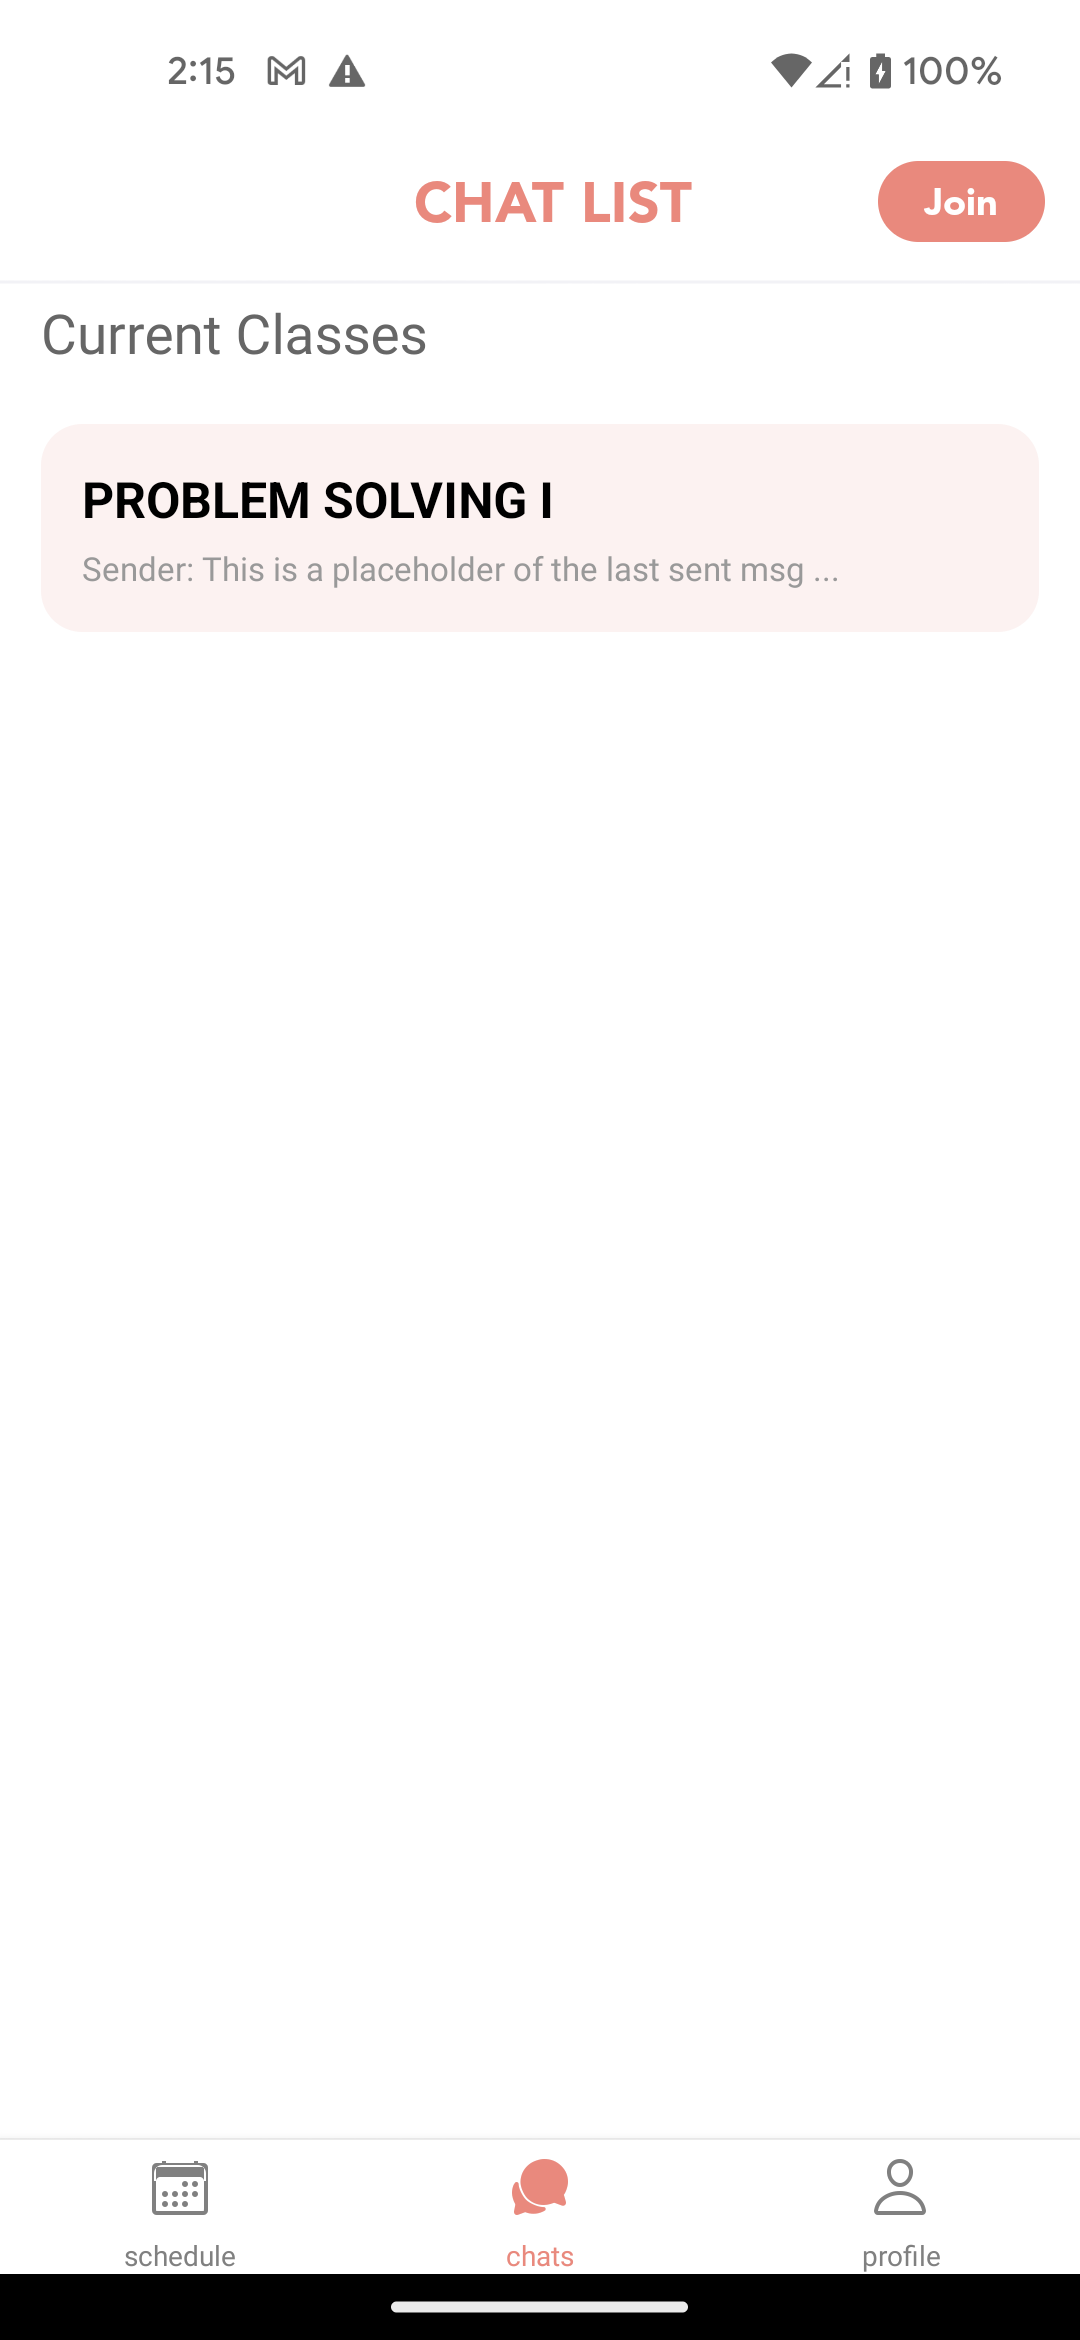 2:15
100%
CHAT LIST
Join
Current Classes
PROBLEM SOLVING I
Sender: This is a placeholder of the last sent msg ...
schedule
chats
profile